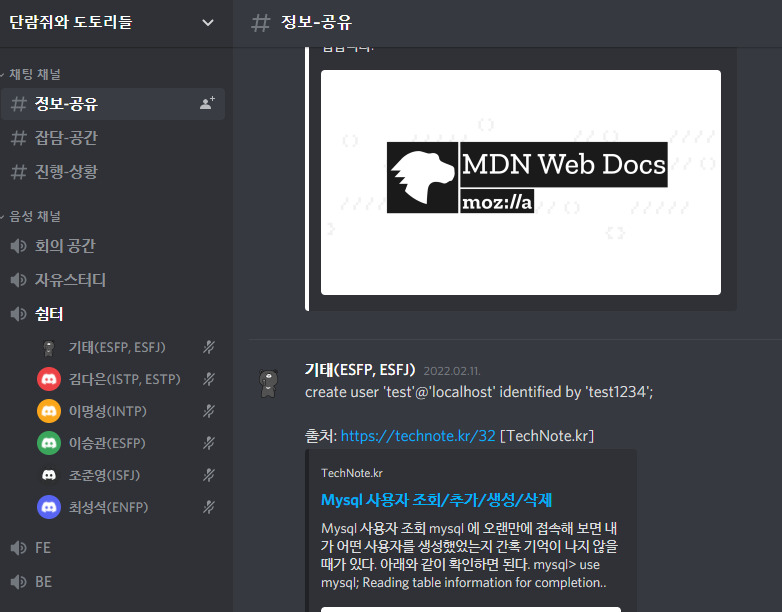 단람쥐와 도토리들
채팅 채널
# 정보-공유
# 잡담-공간
# 진행-상황
음성 채널
회의 공간
자유스터디
쉼터
기태(ESFP, ESFJ)
김다은(ISTP, ESTP)
이명성(INTP)
이승관(ESFP)
조준영(ISFJ)
최성석(ENFP)
FE
BE
# 정보-공유
MDN Web Docs
moz://a
기태(ESFP, ESFJ) 2022.02.11.
create user 'test'@'localhost' identified by 'test1234';
출처: https://technote.kr/32 [TechNote.kr]
TechNote.kr
Mysql 사용자 조회/추가/생성/삭제
Mysql 사용자 조회 mysql 에 오랜만에 접속해 보면 내
가 어떤 사용자를 생성했었는지 간혹 기억이 나지 않을
때가 있다. 아래와 같이 확인하면 된다. mysql> use
mysql; Reading table information for completion..